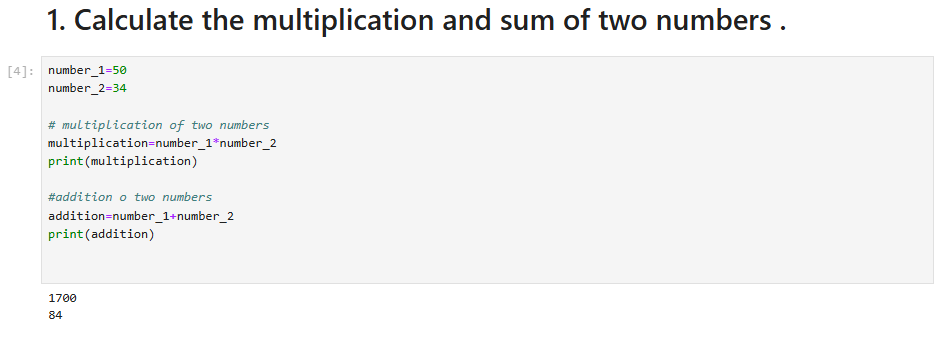 1. Calculate the multiplication and sum of two numbers .
[4]:
number_1=50
number_2=34
# multiplication of two numbers
multiplication=number_1*number_2
print(multiplication)
#addition o two numbers
addition=number_1+number_2
print(addition)
1700
84